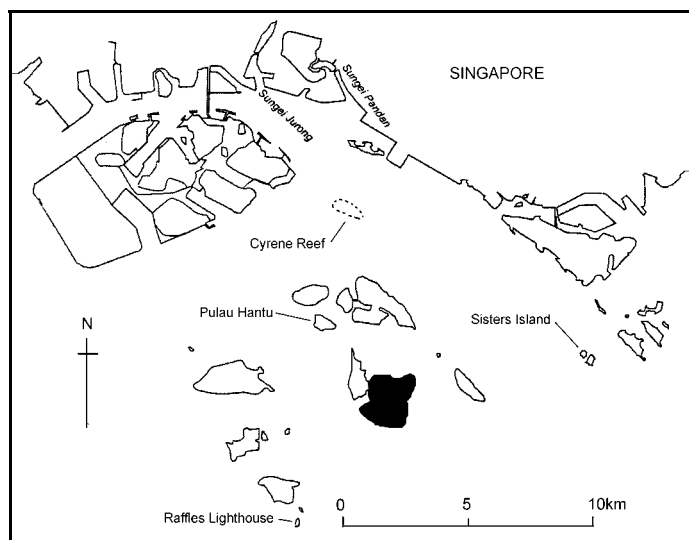 SINGAPORE
Sungei Pandan
Sungei Jurong
Cyrene Reef
Pulau Hantu
Sisters Island
N
Raffles Lighthouse
0
5
10km